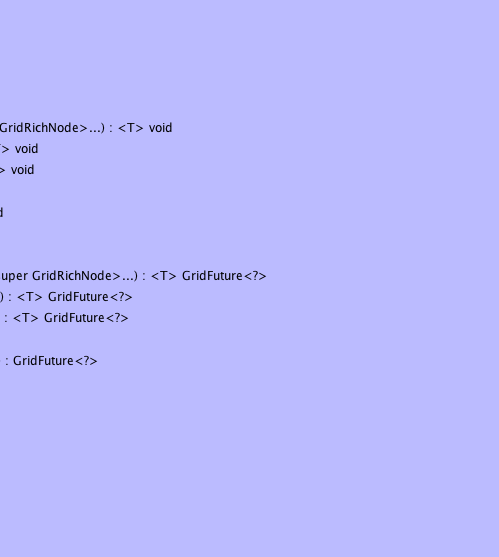 GridRichNode>...) : <T> void
> void
> void
d
uper GridRichNode>...) : <T> GridFuture<?>
) : <T> GridFuture<?>
: <T> GridFuture<?>
: GridFuture<?>